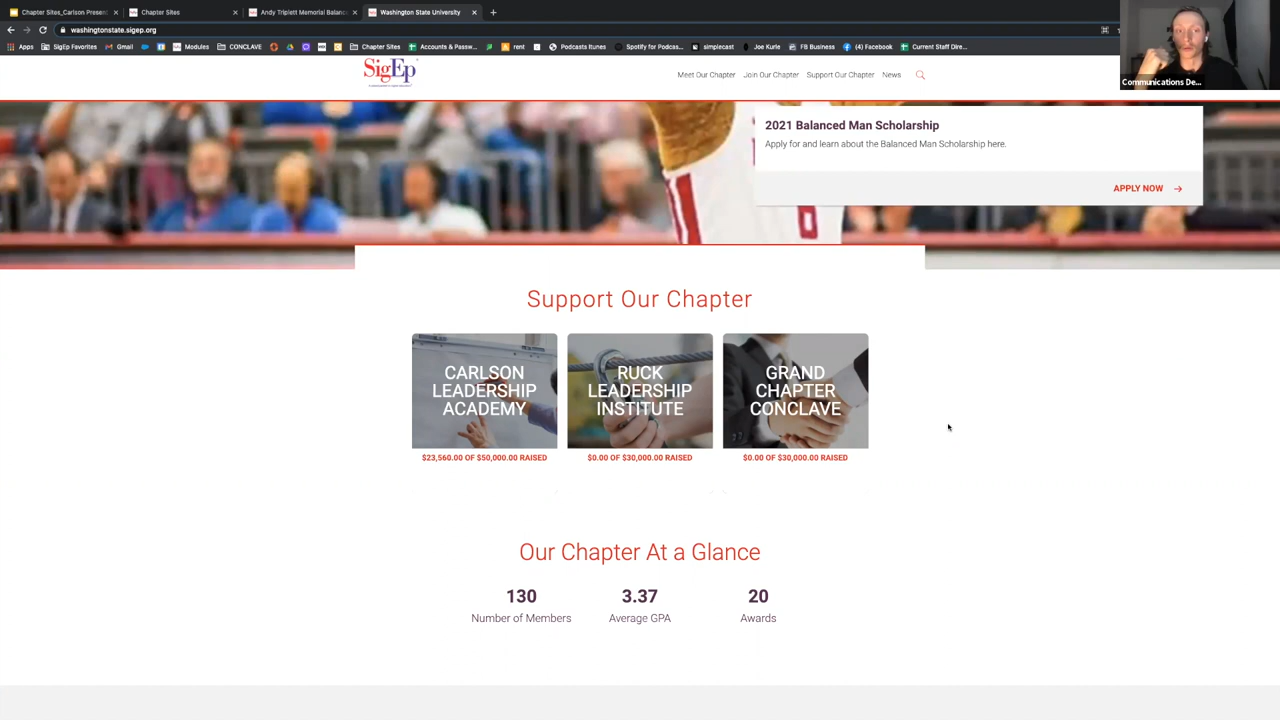 Chapter Sites_Carlson Present
Chapter Sites
Andy Triplett Memorial Balanc
Washington State University
washingtonstate.sigep.org
Apps
SigEp Favorites
Gmail
Modules
CONCLAVE
Chapter Sites
Accounts & Passw...
rent
Podcasts Itunes
Spotify for Podcas...
simplecast
Joe Kurle
FB Business
(4) Facebook
Current Staff Dire...
Communications De...
SigEp
Meet Our Chapter
Join Our Chapter
Support Our Chapter
News
2021 Balanced Man Scholarship
Apply for and learn about the Balanced Man Scholarship here.
APPLY NOW
Support Our Chapter
CARLSON
LEADERSHIP
ACADEMY
$23,560.00 OF $50,000.00 RAISED
RUCK
LEADERSHIP
INSTITUTE
$0.00 OF $30,000.00 RAISED
GRAND
CHAPTER
CONCLAVE
$0.00 OF $30,000.00 RAISED
Our Chapter At a Glance
130
Number of Members
3.37
Average GPA
20
Awards